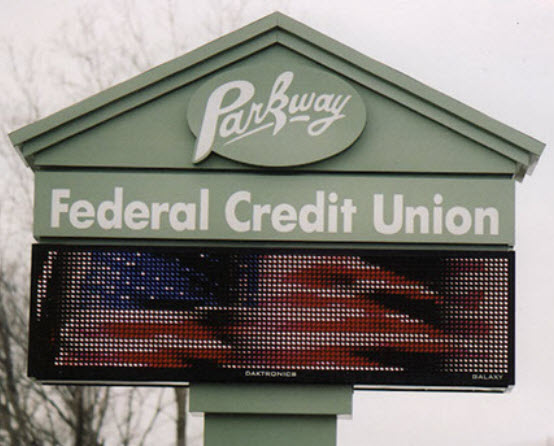 Parkway
Federal Credit Union
DAKTRONICS
GALAXY